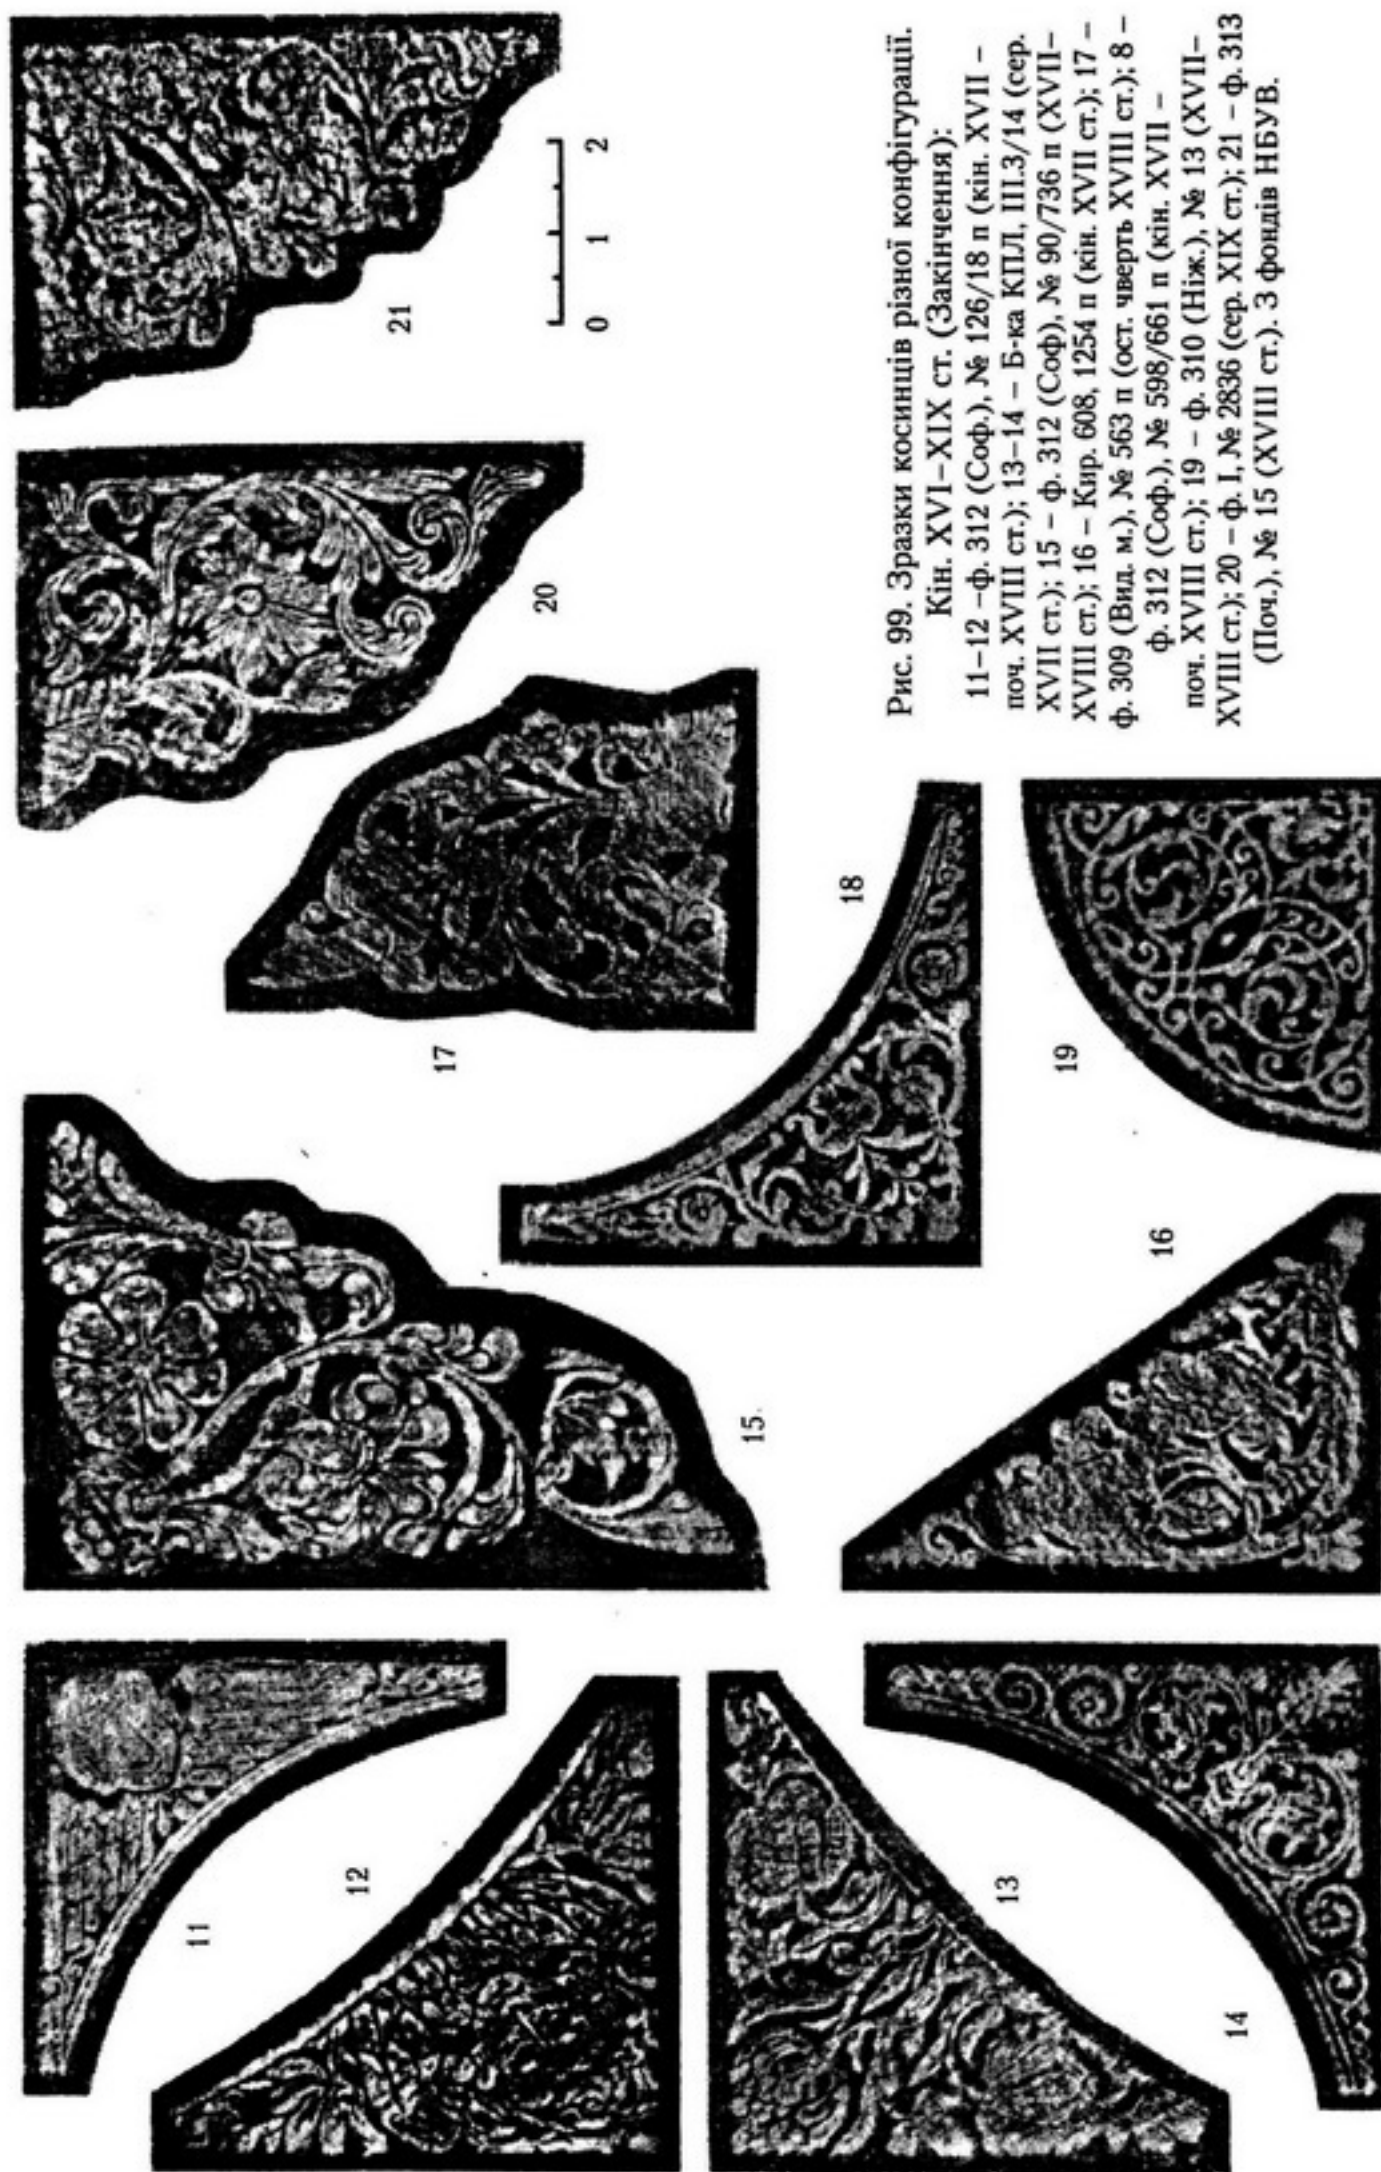 11
12
13
14
15
16
17
18
19
20
21
0 1 2
Рис. 99. Зразки косинців різної конфігурації.
Кін. XVI–XIX ст. (Закінчення):
11–12 –ф. 312 (Соф.), № 126/18 п (кін. XVII –
поч. XVIII ст.); 13–14 – Б-ка КПЛ, III.3/14 (сер.
XVII ст.); 15 – ф. 312 (Соф), № 90/736 п (XVII–
XVIII ст.); 16 – Кир. 608, 1254 п (кін. XVII ст.); 17 –
ф. 309 (Вид. м.), № 563 п (ост. чверть XVIII ст.); 8 –
ф. 312 (Соф.), № 598/661 п (кін. XVII –
поч. XVIII ст.); 19 – ф. 310 (Ніж.), № 13 (XVII–
XVIII ст.); 20 – ф. I, № 2836 (сер. XIX ст.); 21 – ф. 313
(Поч.), № 15 (XVIII ст.). З фондів НБУВ.